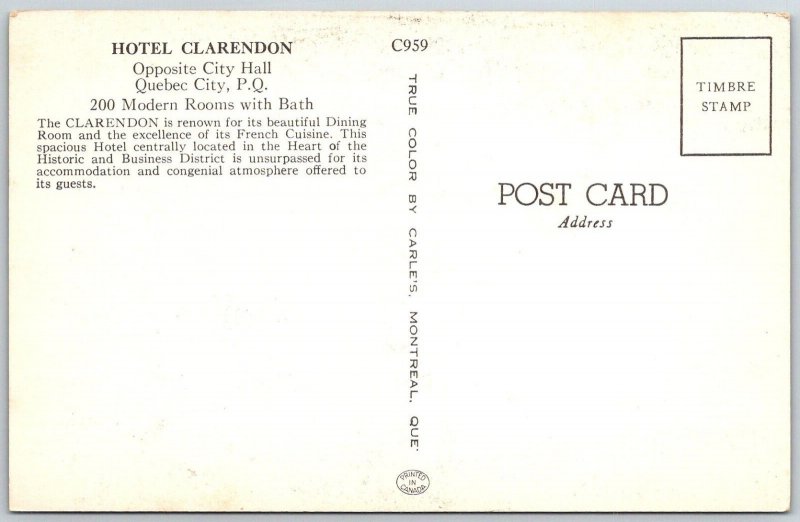 HOTEL CLARENDON
Opposite City Hall
Quebec City, P.Q.
200 Modern Rooms with Bath
The CLARENDON is renown for its beautiful Dining
Room and the excellence of its French Cuisine. This
spacious Hotel centrally located in the Heart of the
Historic and Business District is unsurpassed for its
accommodation and congenial atmosphere offered to
its guests.
C959
TRUE COLOR BY CARLE'S, MONTREAL, QUE.
PRINTED
IN
CANADA
TIMBRE
STAMP
POST CARD
Address